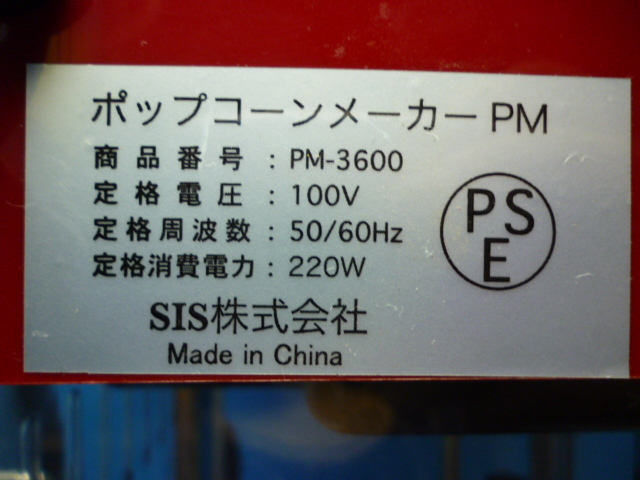 ポップコーンメーカーPM
商品番号：PM-3600
定格電圧：100V
定格周波数：50/60Hz
定格消費電力：220W
PS
E
SIS株式会社
Made in China